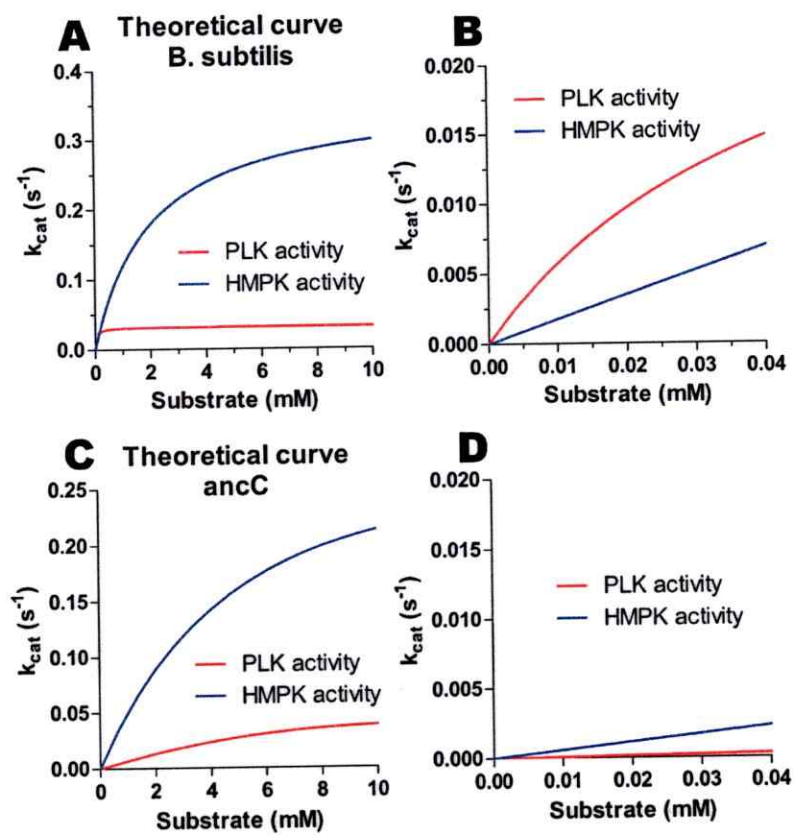 A
Theoretical curve
B. subtilis
0.4
0.3
0.2
0.1
0.0
kcat (s-1)
PLK activity
HMPK activity
0 2 4 6 8 10
Substrate (mM)
B
0.020
0.015
0.010
0.005
0.000
kcat (s-1)
PLK activity
HMPK activity
0.00 0.01 0.02 0.03 0.04
Substrate (mM)
C
Theoretical curve
ancC
0.25
0.20
0.15
0.10
0.05
0.00
kcat (s-1)
PLK activity
HMPK activity
0 2 4 6 8 10
Substrate (mM)
D
0.020
0.015
0.010
0.005
0.000
kcat (s-1)
PLK activity
HMPK activity
0.00 0.01 0.02 0.03 0.04
Substrate (mM)